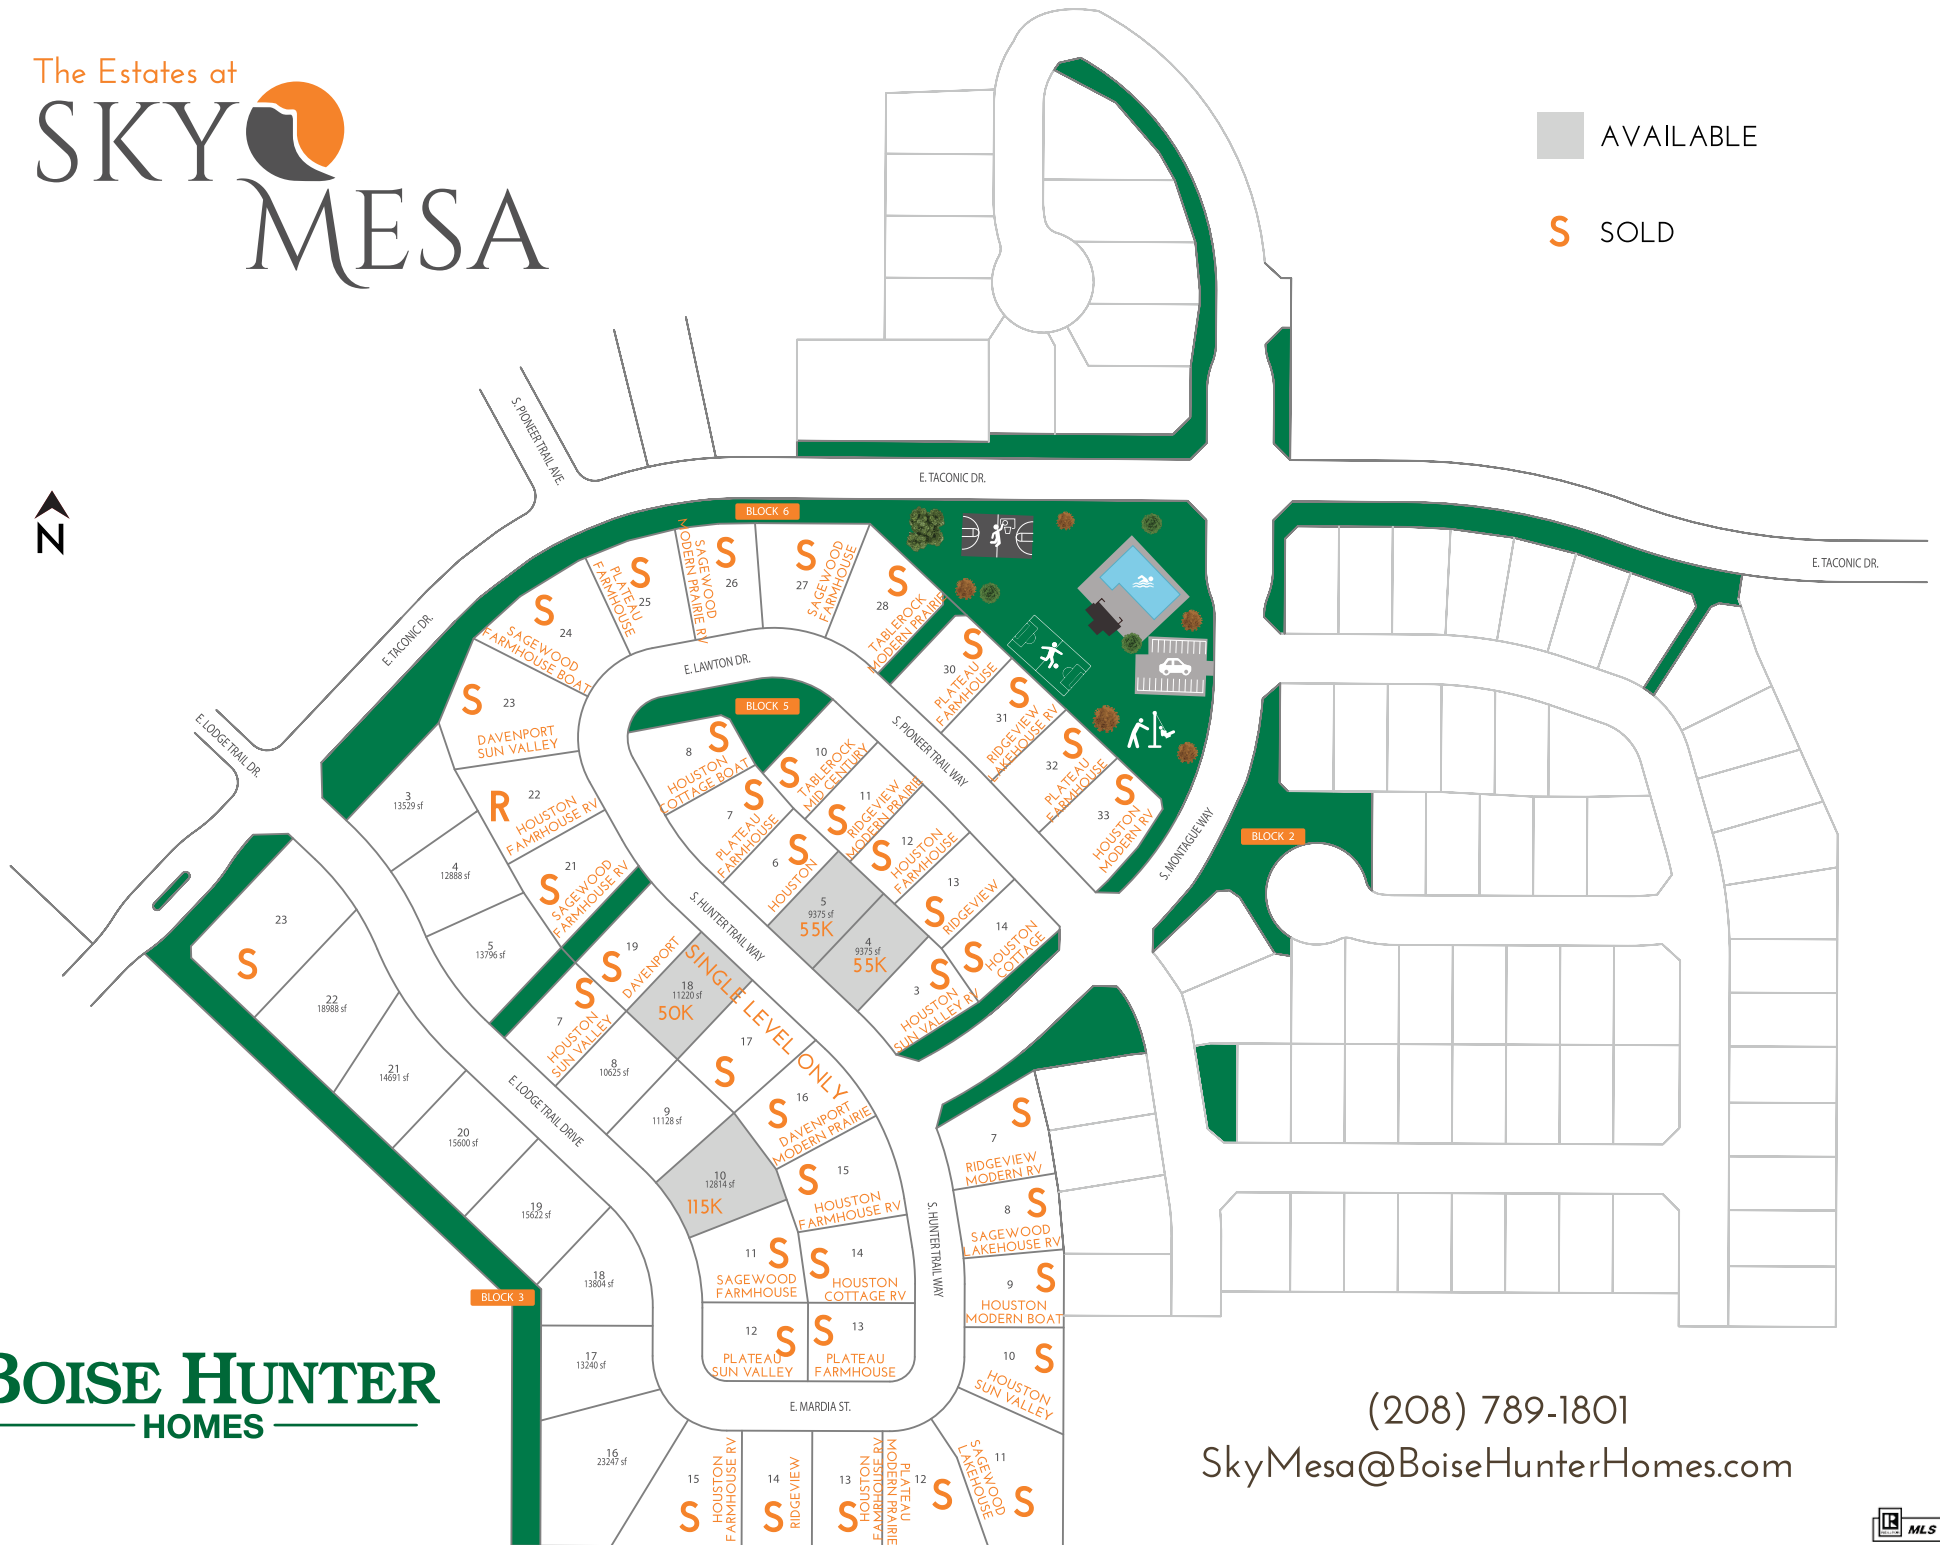 The Estates at
SKY
MESA
AVAILABLE
S SOLD
N
S. PIONEER TRAIL AVE.
E. TACONIC DR.
E. TACONIC DR.
E. TACONIC DR.
E. LODGE TRAIL DR.
BLOCK 6
S
24
SAGEWOOD
FARMHOUSE BOAT
S
25
PLATEAU
FARMHOUSE
S
26
SAGEWOOD
MODERN PRAIRIE RV
S
27
SAGEWOOD
FARMHOUSE
S
28
TABLEROCK
MODERN PRAIRIE
S
30
PLATEAU
FARMHOUSE
S
31
RIDGEVIEW
LAKEHOUSE RV
S
32
PLATEAU
FARMHOUSE
S
33
HOUSTON
MODERN RV
S
23
DAVENPORT
SUN VALLEY
R
22
HOUSTON
FAMRHOUSE RV
S
21
SAGEWOOD
FARMHOUSE RV
E. LAWTON DR.
S. PIONEER TRAIL WAY
S. MONTAGUE WAY
S. HUNTER TRAIL WAY
BLOCK 5
BLOCK 2
8
S
HOUSTON
COTTAGE BOAT
7
S
PLATEAU
FARMHOUSE
6
S
HOUSTON
5
9375 sf
55K
4
9375 sf
55K
3
S
HOUSTON
SUN VALLEY RV
10
S
TABLEROCK
MID CENTURY
11
S
RIDGEVIEW
MODERN PRAIRIE
12
S
HOUSTON
FARMHOUSE
13
S
RIDGEVIEW
14
S
HOUSTON
COTTAGE
3
13529 sf
4
12888 sf
5
13796 sf
19
S
DAVENPORT
18
11220 sf
50K
SINGLE LEVEL ONLY
17
S
16
S
DAVENPORT
MODERN PRAIRIE
15
S
HOUSTON
FARMHOUSE RV
14
S
HOUSTON
COTTAGE RV
13
S
PLATEAU
FARMHOUSE
7
S
HOUSTON
SUN VALLEY
8
10625 sf
9
11128 sf
10
12814 sf
115K
11
S
SAGEWOOD
FARMHOUSE
12
S
PLATEAU
SUN VALLEY
E. LODGE TRAIL DRIVE
S. HUNTER TRAIL WAY
E. MARDIA ST.
23
S
22
18988 sf
21
14691 sf
20
15600 sf
19
15622 sf
18
13804 sf
17
13240 sf
16
23247 sf
BLOCK 3
7
S
RIDGEVIEW
MODERN RV
8
S
SAGEWOOD
LAKEHOUSE RV
9
S
HOUSTON
MODERN BOAT
10
S
HOUSTON
SUN VALLEY
11
S
SAGEWOOD
LAKEHOUSE
12
S
PLATEAU
MODERN PRAIRIE
13
S
HOUSTON
FAMRHOUSE RV
14
S
RIDGEVIEW
15
S
HOUSTON
FARMHOUSE RV
BOISE HUNTER
HOMES
(208) 789-1801
SkyMesa@BoiseHunterHomes.com
MLS